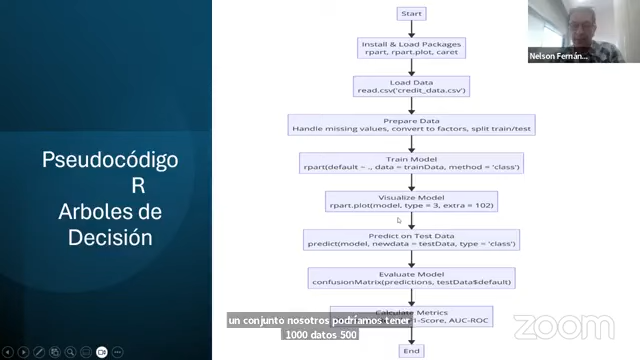 Pseudocódigo
R
Arboles de
Decisión
Start
Install & Load Packages
rpart, rpart.plot, caret
Load Data
read.csv('credit_data.csv')
Prepare Data
Handle missing values, convert to factors, split train/test
Train Model
rpart(default ~ ., data = trainData, method = 'class')
Visualize Model
rpart.plot(model, type = 3, extra = 102)
Predict on Test Data
predict(model, newdata = testData, type = 'class')
Evaluate Model
confusionMatrix(predictions, testData$default)
Calculate Metrics
1-Score, AUC-ROC
End
un conjunto nosotros podríamos tener
1000 datos 500
Nelson Fernán...
zoom